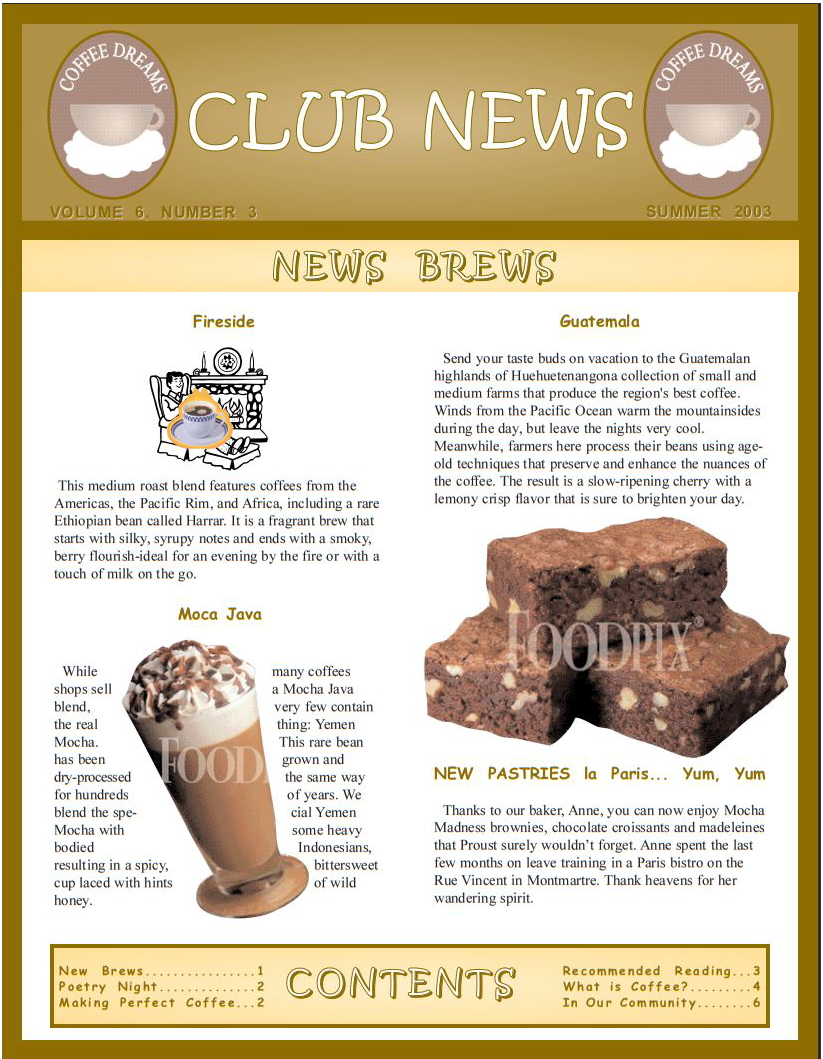 COFFEE DREAMS
COFFEE DREAMS
CLUB NEWS
VOLUME 6, NUMBER 3
SUMMER 2003
NEWS BREWS
Fireside
This medium roast blend features coffees from the
Americas, the Pacific Rim, and Africa, including a rare
Ethiopian bean called Harrar. It is a fragrant brew that
starts with silky, syrupy notes and ends with a smoky,
berry flourish-ideal for an evening by the fire or with a
touch of milk on the go.
Moca Java
While many coffees
shops sell a Mocha Java
blend, very few contain
the real thing: Yemen
Mocha. This rare bean
has been grown and
dry-processed the same way
for hundreds of years. We
blend the spe- cial Yemen
Mocha with some heavy
bodied Indonesians,
resulting in a spicy, bittersweet
cup laced with hints of wild
honey.
FOODPIX
Guatemala
Send your taste buds on vacation to the Guatemalan
highlands of Huehuetenangona collection of small and
medium farms that produce the region's best coffee.
Winds from the Pacific Ocean warm the mountainsides
during the day, but leave the nights very cool.
Meanwhile, farmers here process their beans using age-
old techniques that preserve and enhance the nuances of
the coffee. The result is a slow-ripening cherry with a
lemony crisp flavor that is sure to brighten your day.
FOODPIX®
NEW PASTRIES la Paris... Yum, Yum
Thanks to our baker, Anne, you can now enjoy Mocha
Madness brownies, chocolate croissants and madeleines
that Proust surely wouldn't forget. Anne spent the last
few months on leave training in a Paris bistro on the
Rue Vincent in Montmartre. Thank heavens for her
wandering spirit.
New Brews................1
Poetry Night..............2
Making Perfect Coffee...2
CONTENTS
Recommended Reading...3
What is Coffee?.........4
In Our Community........6